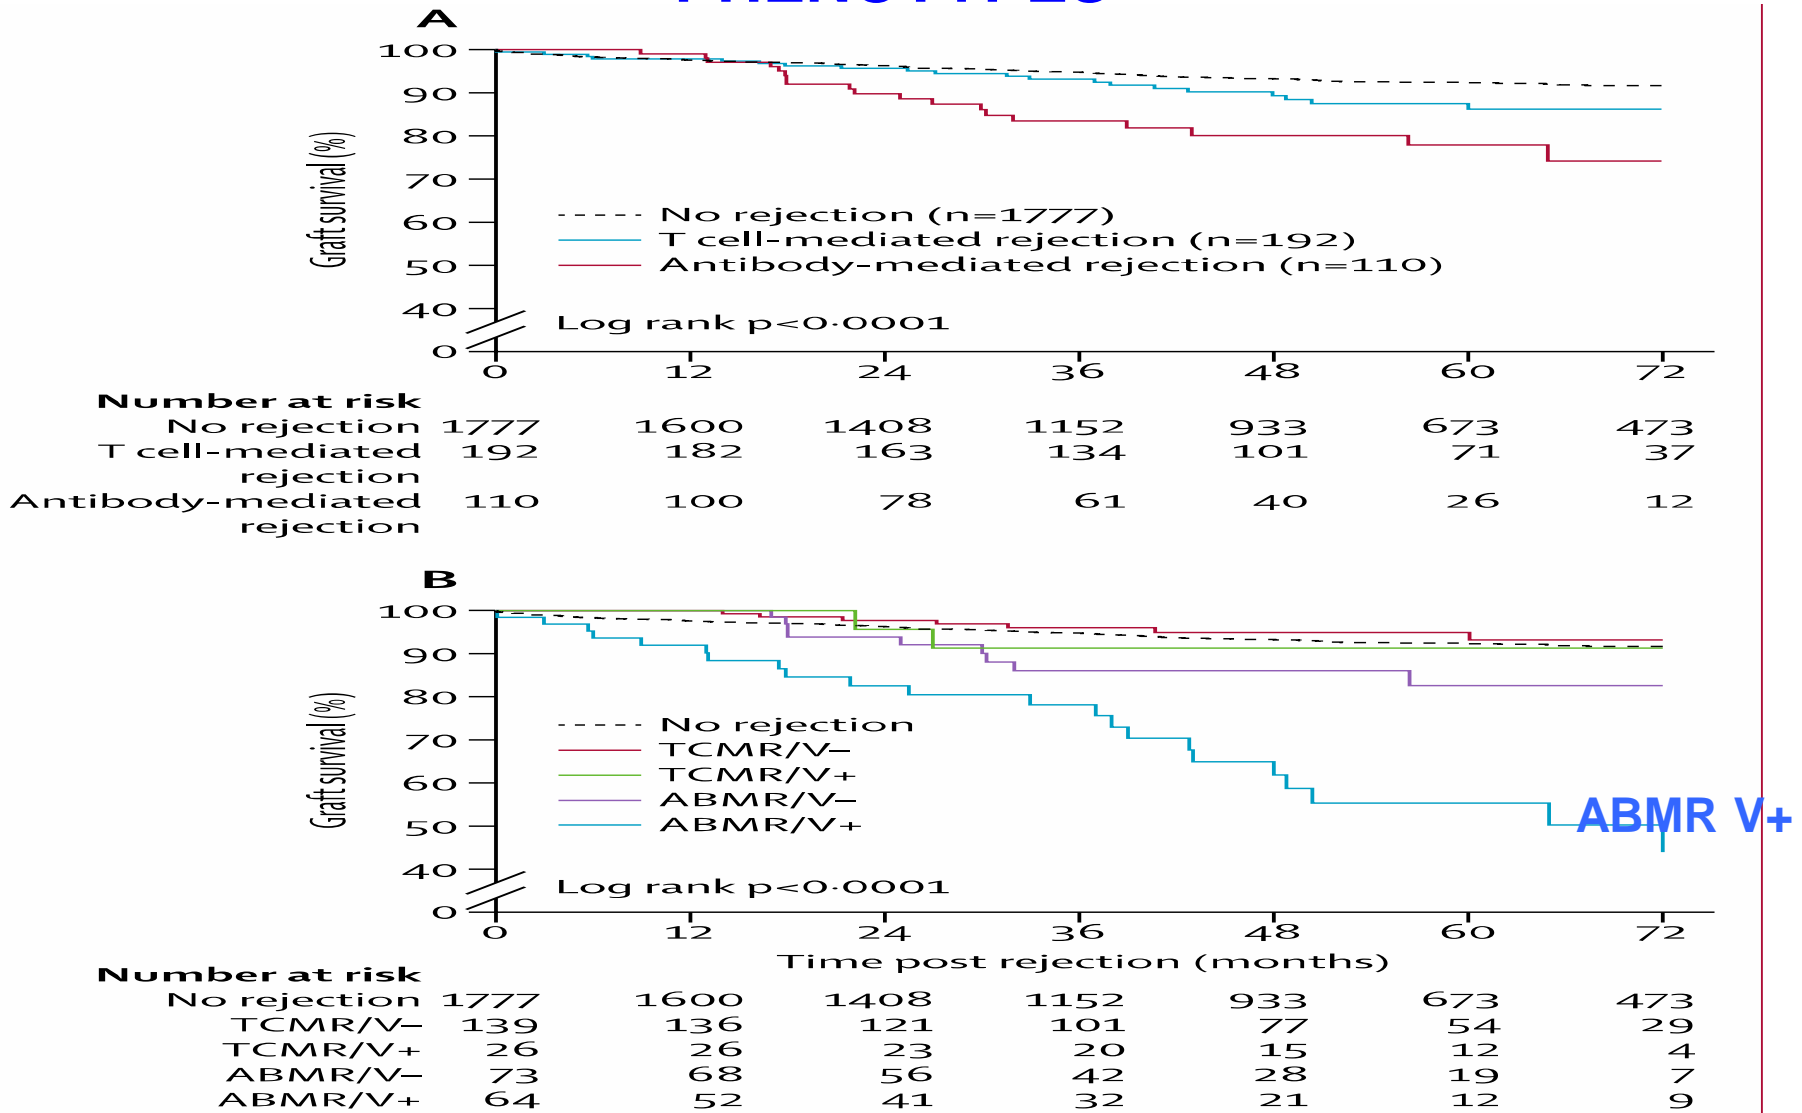 A
100
90
80
70
60
50
40
0
Graft survival (%)
No rejection (n=1777)
T cell-mediated rejection (n=192)
Antibody-mediated rejection (n=110)
Log rank p<0·0001
0 12 24 36 48 60 72
Number at risk
No rejection 1777 1600 1408 1152 933 673 473
T cell-mediated 192 182 163 134 101 71 37
rejection
Antibody-mediated 110 100 78 61 40 26 12
rejection
B
100
90
80
70
60
50
40
0
Graft survival (%)
No rejection
TCMR/V–
TCMR/V+
ABMR/V–
ABMR/V+
ABMR V+
Log rank p<0·0001
0 12 24 36 48 60 72
Time post rejection (months)
Number at risk
No rejection 1777 1600 1408 1152 933 673 473
TCMR/V– 139 136 121 101 77 54 29
TCMR/V+ 26 26 23 20 15 12 4
ABMR/V– 73 68 56 42 28 19 7
ABMR/V+ 64 52 41 32 21 12 9